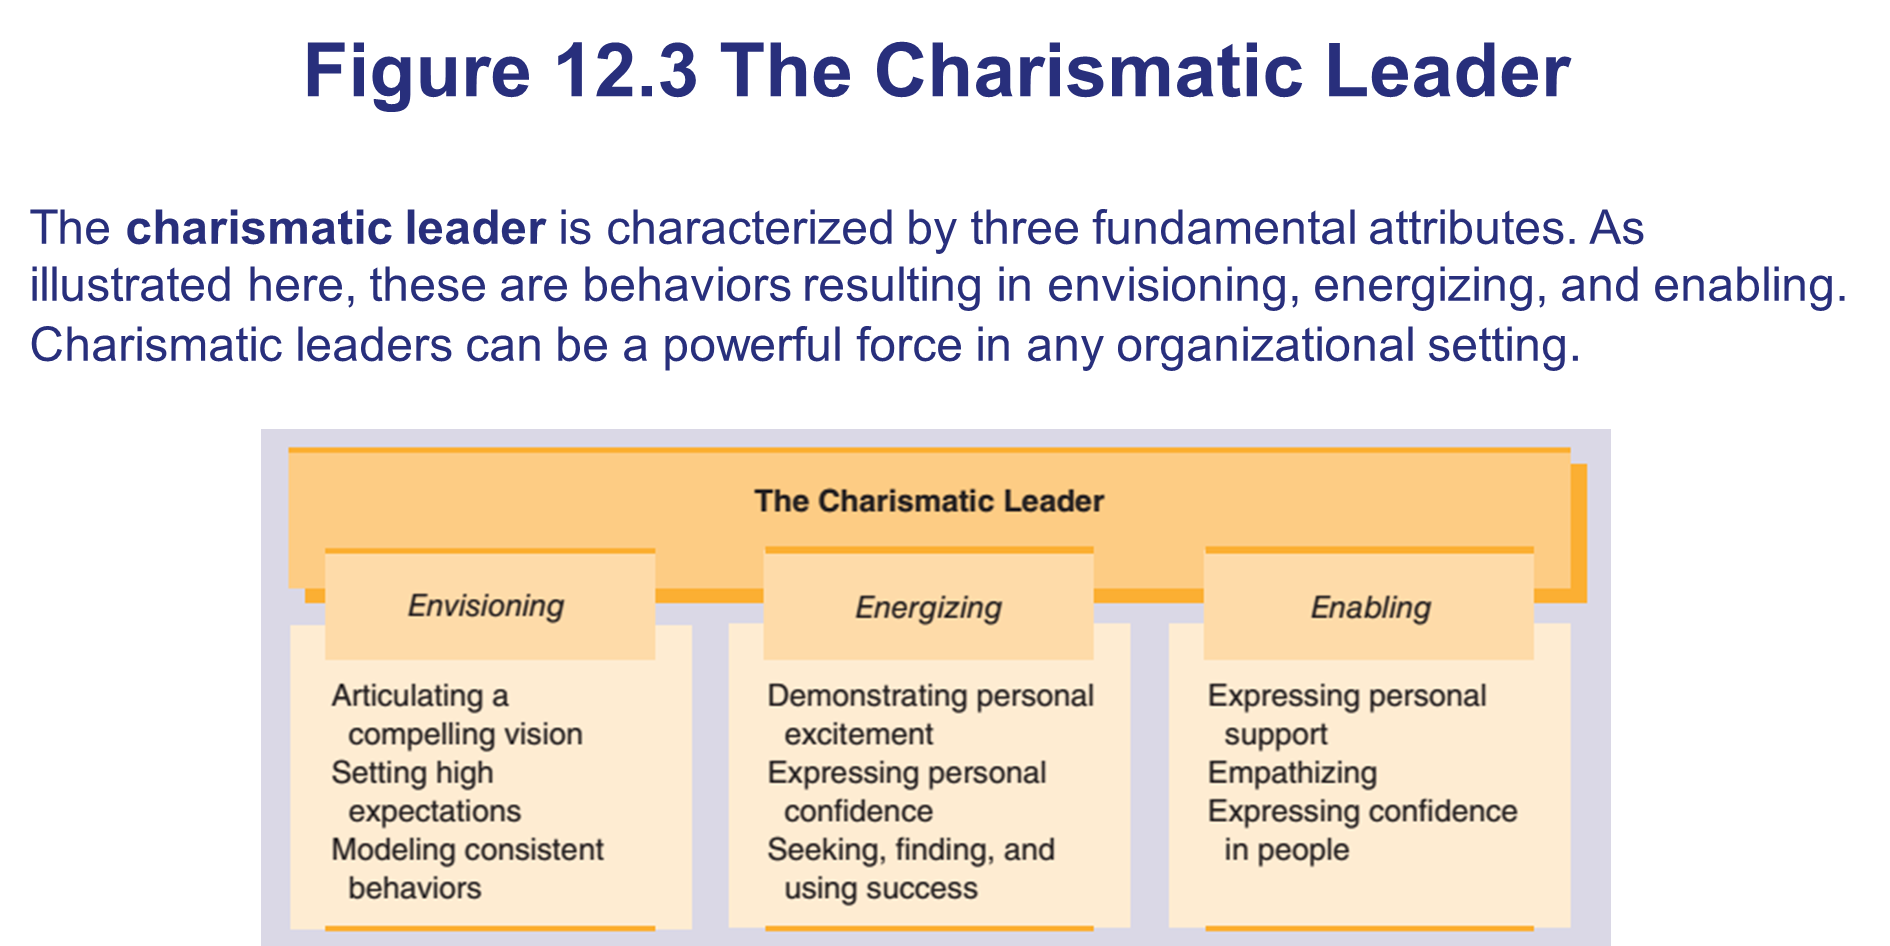 Figure 12.3 The Charismatic Leader
The charismatic leader is characterized by three fundamental attributes. As
illustrated here, these are behaviors resulting in envisioning, energizing, and enabling.
Charismatic leaders can be a powerful force in any organizational setting.
The Charismatic Leader
Envisioning
Articulating a
compelling vision
Setting high
expectations
Modeling consistent
behaviors
Energizing
Demonstrating personal
excitement
Expressing personal
confidence
Seeking, finding, and
using success
Enabling
Expressing personal
support
Empathizing
Expressing confidence
in people